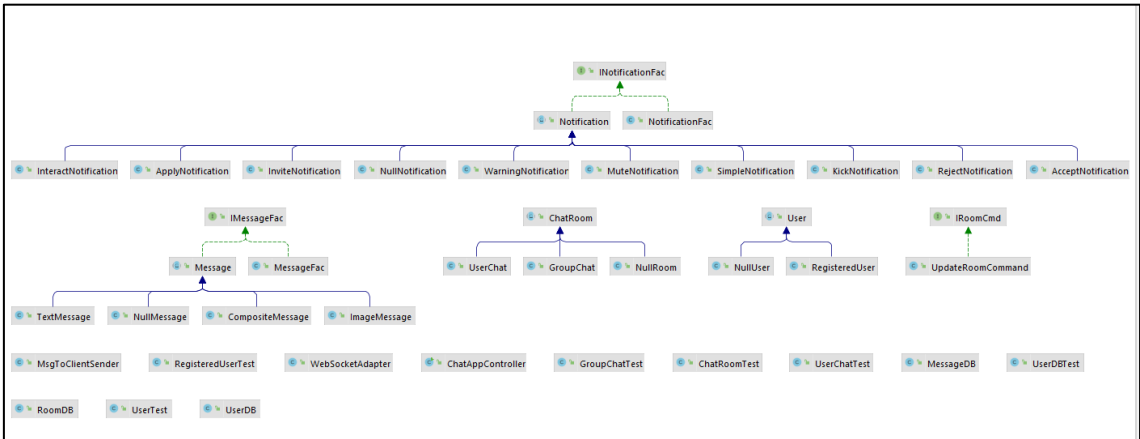 INotificationFac
Notification NotificationFac
InteractNotification ApplyNotification InviteNotification NullNotification WarningNotification MuteNotification SimpleNotification KickNotification RejectNotification AcceptNotification
IMessageFac ChatRoom User IRoomCmd
Message MessageFac UserChat GroupChat NullRoom NullUser RegisteredUser UpdateRoomCommand
TextMessage NullMessage CompositeMessage ImageMessage
MsgToClientSender RegisteredUserTest WebSocketAdapter ChatAppController GroupChatTest ChatRoomTest UserChatTest MessageDB UserDBTest
RoomDB UserTest UserDB